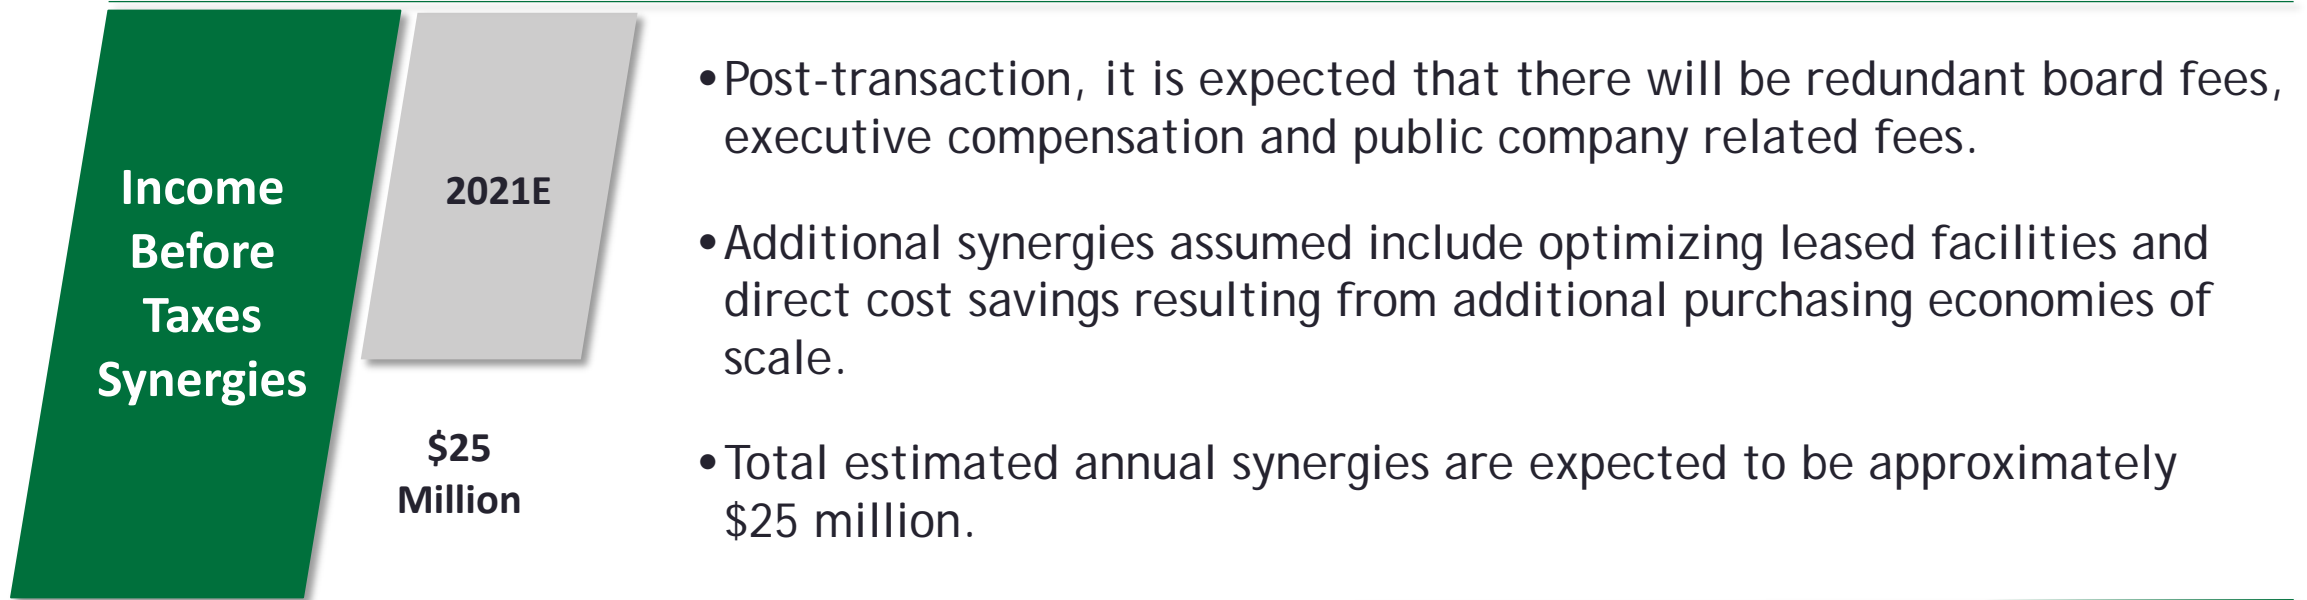 Income
Before
Taxes
Synergies
2021E
$25
Million
•Post-transaction, it is expected that there will be redundant board fees,
executive compensation and public company related fees.
•Additional synergies assumed include optimizing leased facilities and
direct cost savings resulting from additional purchasing economies of
scale.
•Total estimated annual synergies are expected to be approximately
$25 million.